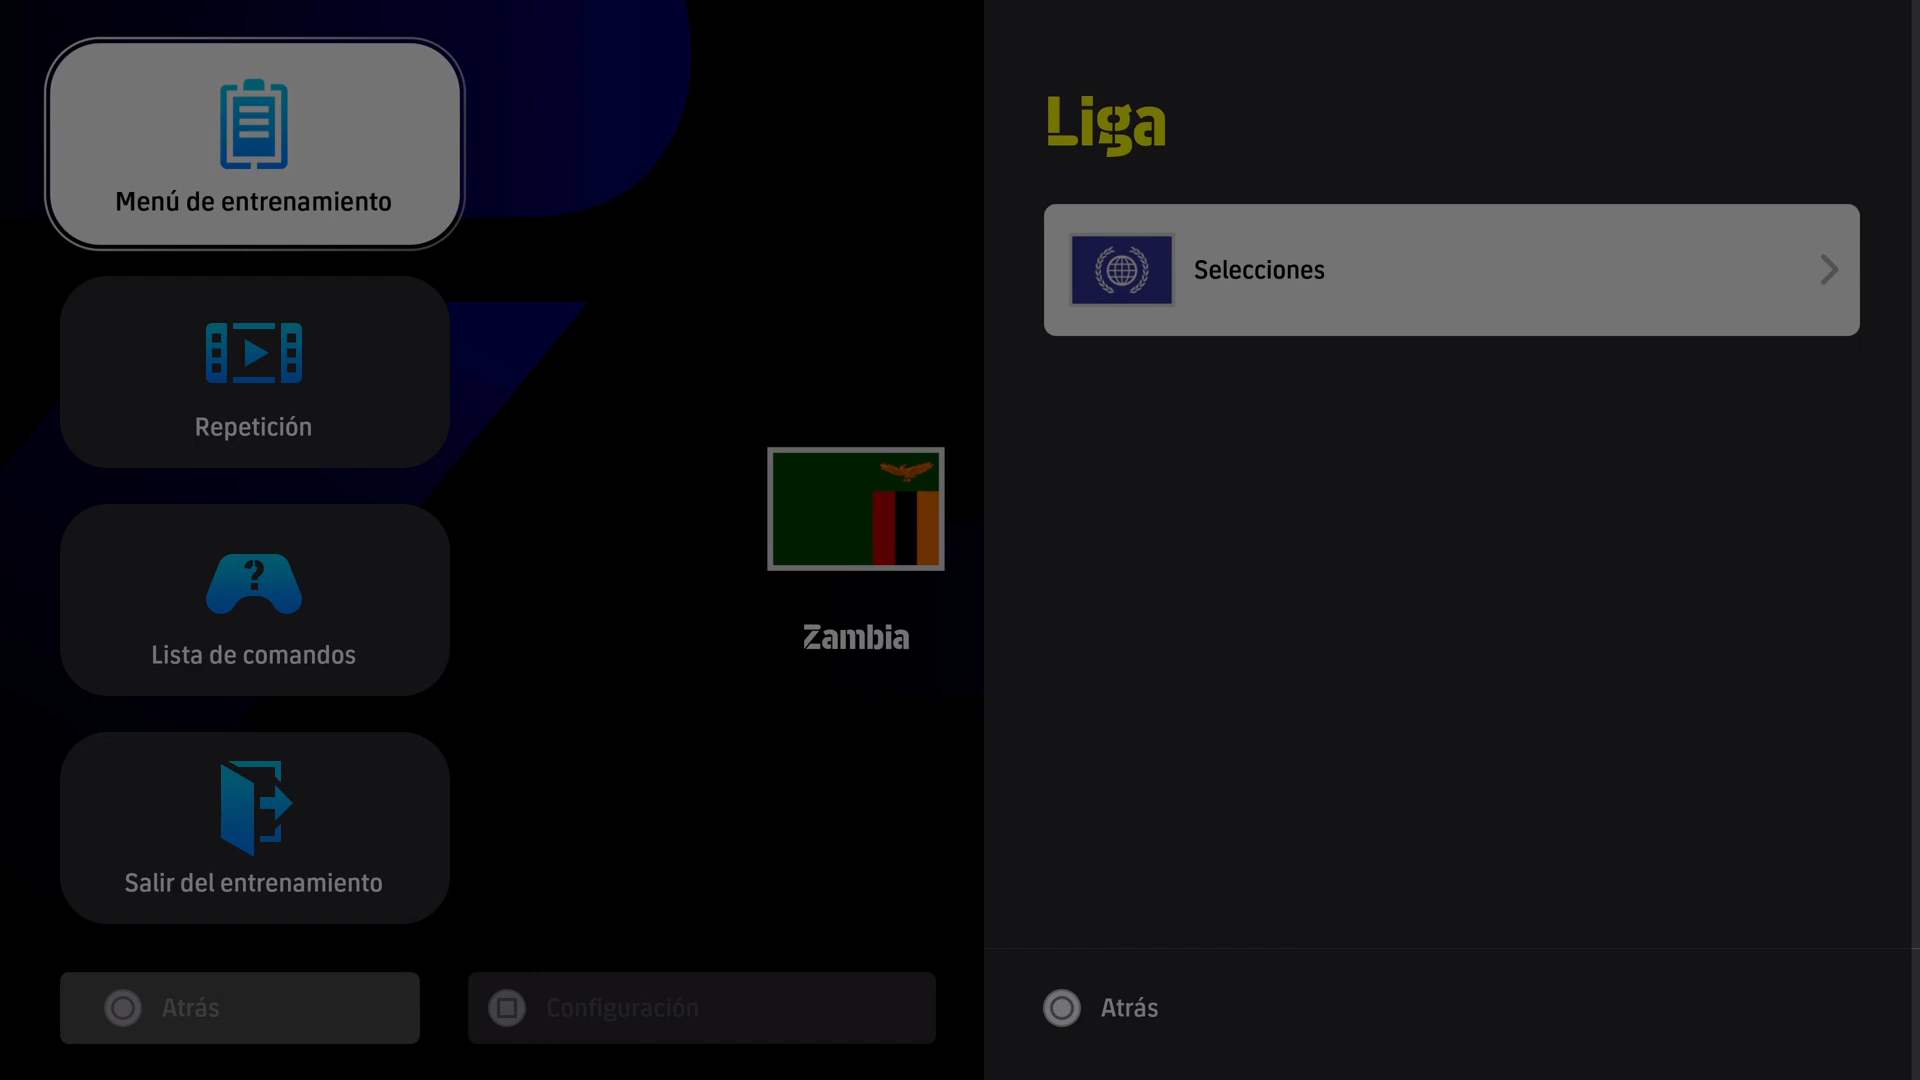 Menú de entrenamiento
Repetición
Lista de comandos
Salir del entrenamiento
Atrás
Configuración
Zambia
Liga
Selecciones
Atrás